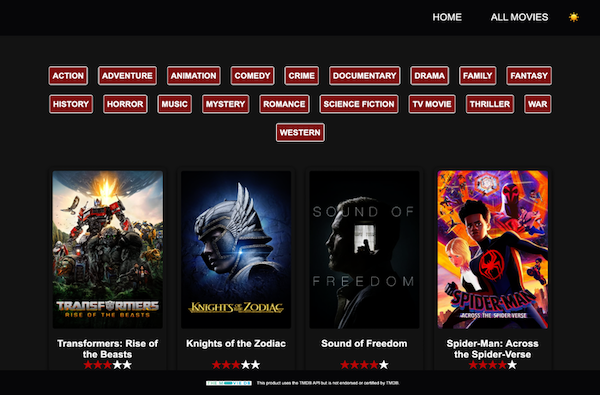 HOME ALL MOVIES
ACTION ADVENTURE ANIMATION COMEDY CRIME DOCUMENTARY DRAMA FAMILY FANTASY
HISTORY HORROR MUSIC MYSTERY ROMANCE SCIENCE FICTION TV MOVIE THRILLER WAR
WESTERN
TRANSFORMERS
RISE OF THE BEASTS
KNIGHTS OF THE ZODIAC
SOUND OF
FREEDOM
SPIDER-MAN
ACROSS THE SPIDER-VERSE
Transformers: Rise of
the Beasts
Knights of the Zodiac
Sound of Freedom
Spider-Man: Across
the Spider-Verse
This product uses the TMDB API but is not endorsed or certified by TMDB.